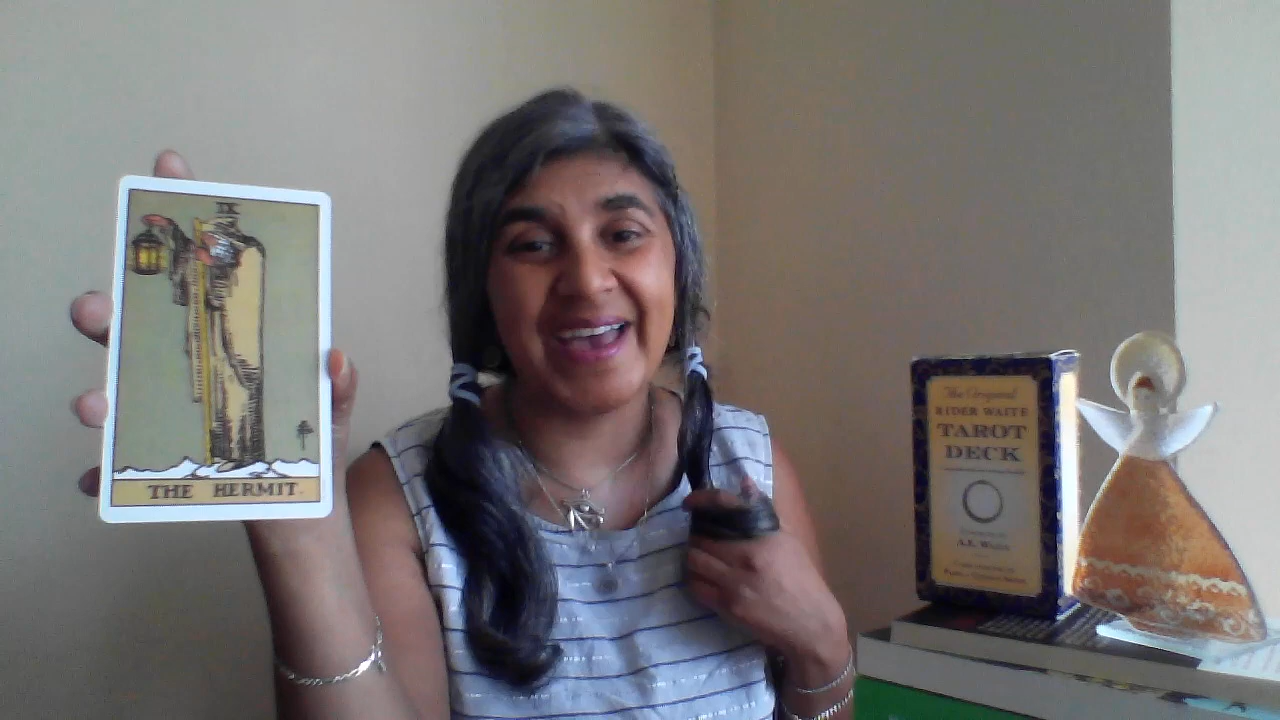 IX
THE HERMIT.
The Original
RIDER WAITE
TAROT
DECK
A.E. WAITE